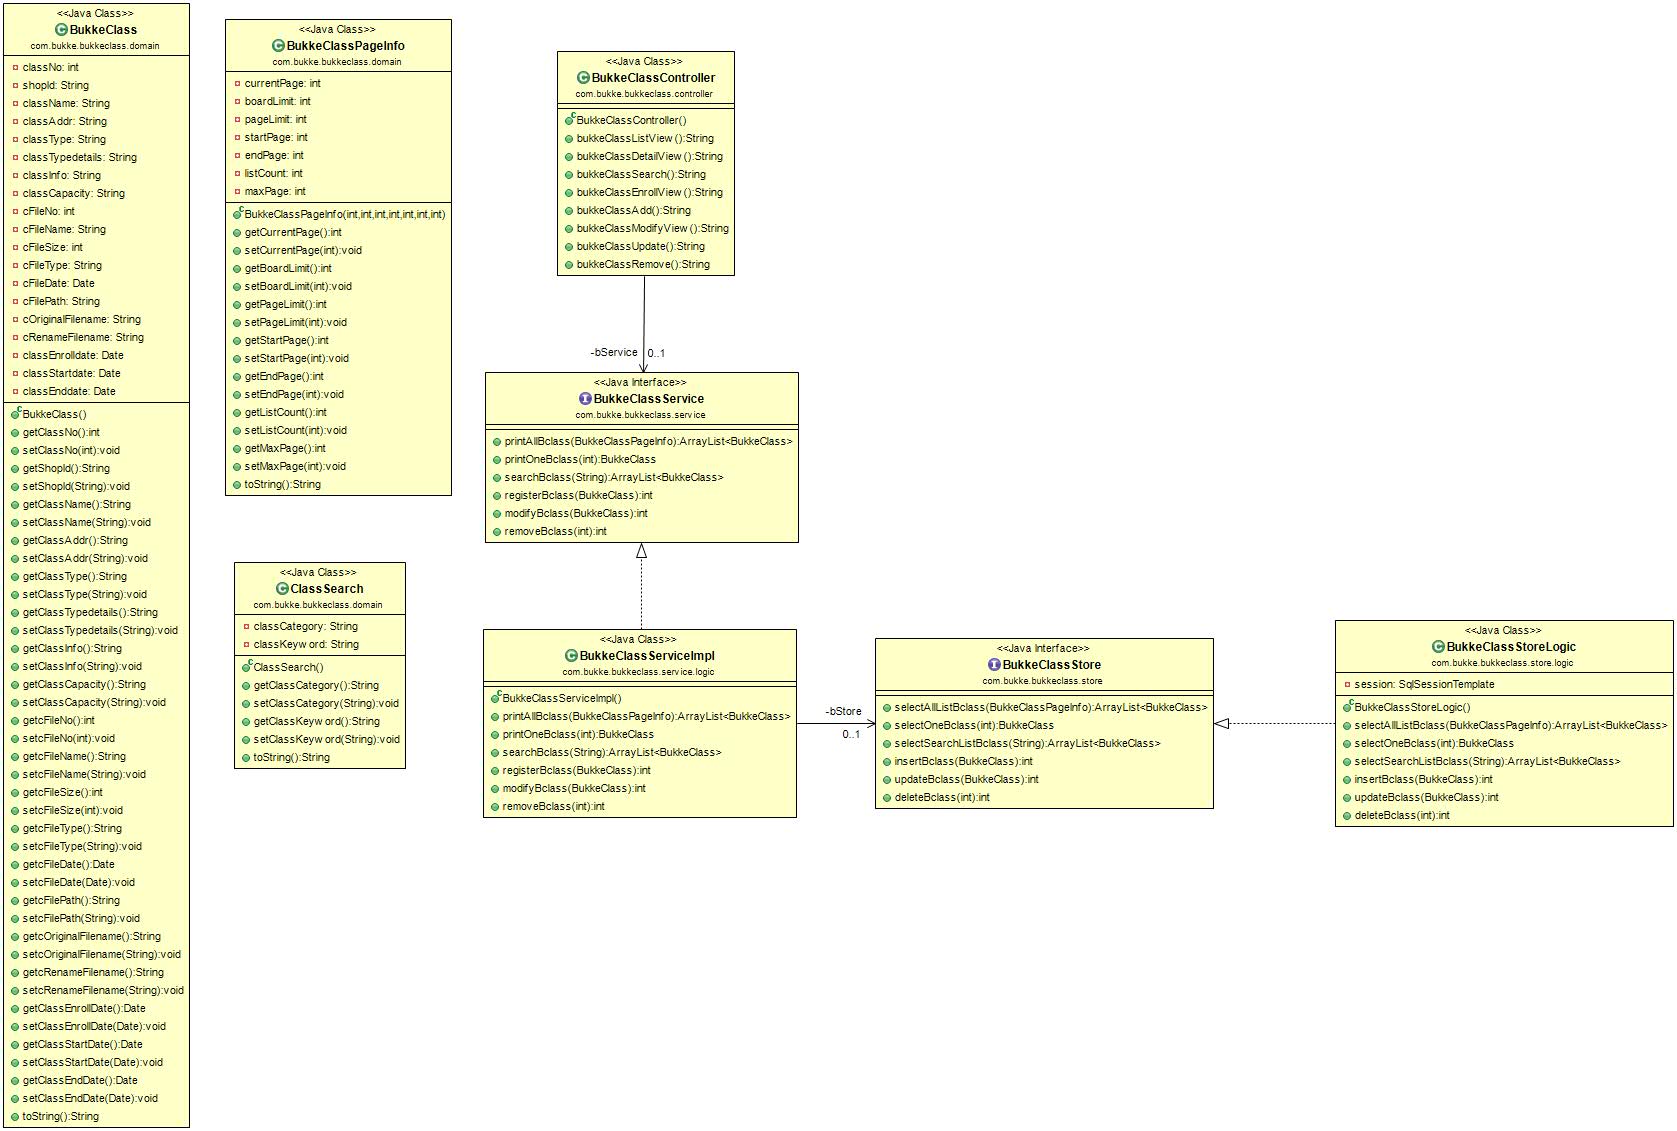 <<Java Class>>
BukkeClass
com.bukke.bukkeclass.domain
classNo: int
shopId: String
className: String
classAddr: String
classType: String
classTypedetails: String
classInfo: String
classCapacity: String
cFileNo: int
cFileName: String
cFileSize: int
cFileType: String
cFileDate: Date
cFilePath: String
cOriginalFilename: String
cRenameFilename: String
classEnrolldate: Date
classStartdate: Date
classEnddate: Date
BukkeClass()
getClassNo():int
setClassNo(int):void
getShopId():String
setShopId(String):void
getClassName():String
setClassName(String):void
getClassAddr():String
setClassAddr(String):void
getClassType():String
setClassType(String):void
getClassTypedetails():String
setClassTypedetails(String):void
getClassInfo():String
setClassInfo(String):void
getClassCapacity():String
setClassCapacity(String):void
getcFileNo():int
setcFileNo(int):void
getcFileName():String
setcFileName(String):void
getcFileSize():int
setcFileSize(int):void
getcFileType():String
setcFileType(String):void
getcFileDate():Date
setcFileDate(Date):void
getcFilePath():String
setcFilePath(String):void
getcOriginalFilename():String
setcOriginalFilename(String):void
getcRenameFilename():String
setcRenameFilename(String):void
getClassEnrollDate():Date
setClassEnrollDate(Date):void
getClassStartDate():Date
setClassStartDate(Date):void
getClassEndDate():Date
setClassEndDate(Date):void
toString():String
<<Java Class>>
BukkeClassPageInfo
com.bukke.bukkeclass.domain
currentPage: int
boardLimit: int
pageLimit: int
startPage: int
endPage: int
listCount: int
maxPage: int
BukkeClassPageInfo(int,int,int,int,int,int,int)
getCurrentPage():int
setCurrentPage(int):void
getBoardLimit():int
setBoardLimit(int):void
getPageLimit():int
setPageLimit(int):void
getStartPage():int
setStartPage(int):void
getEndPage():int
setEndPage(int):void
getListCount():int
setListCount(int):void
getMaxPage():int
setMaxPage(int):void
toString():String
<<Java Class>>
ClassSearch
com.bukke.bukkeclass.domain
classCategory: String
classKeyword: String
ClassSearch()
getClassCategory():String
setClassCategory(String):void
getClassKeyword():String
setClassKeyword(String):void
toString():String
<<Java Class>>
BukkeClassController
com.bukke.bukkeclass.controller
BukkeClassController()
bukkeClassListView():String
bukkeClassDetailView():String
bukkeClassSearch():String
bukkeClassEnrollView():String
bukkeClassAdd():String
bukkeClassModifyView():String
bukkeClassUpdate():String
bukkeClassRemove():String
-bService
0..1
<<Java Interface>>
BukkeClassService
com.bukke.bukkeclass.service
printAllBclass(BukkeClassPageInfo):ArrayList<BukkeClass>
printOneBclass(int):BukkeClass
searchBclass(String):ArrayList<BukkeClass>
registerBclass(BukkeClass):int
modifyBclass(BukkeClass):int
removeBclass(int):int
<<Java Class>>
BukkeClassServiceImpl
com.bukke.bukkeclass.service.logic
BukkeClassServiceImpl()
printAllBclass(BukkeClassPageInfo):ArrayList<BukkeClass>
printOneBclass(int):BukkeClass
searchBclass(String):ArrayList<BukkeClass>
registerBclass(BukkeClass):int
modifyBclass(BukkeClass):int
removeBclass(int):int
-bStore
0..1
<<Java Interface>>
BukkeClassStore
com.bukke.bukkeclass.store
selectAllListBclass(BukkeClassPageInfo):ArrayList<BukkeClass>
selectOneBclass(int):BukkeClass
selectSearchListBclass(String):ArrayList<BukkeClass>
insertBclass(BukkeClass):int
updateBclass(BukkeClass):int
deleteBclass(int):int
<<Java Class>>
BukkeClassStoreLogic
com.bukke.bukkeclass.store.logic
session: SqlSessionTemplate
BukkeClassStoreLogic()
selectAllListBclass(BukkeClassPageInfo):ArrayList<BukkeClass>
selectOneBclass(int):BukkeClass
selectSearchListBclass(String):ArrayList<BukkeClass>
insertBclass(BukkeClass):int
updateBclass(BukkeClass):int
deleteBclass(int):int